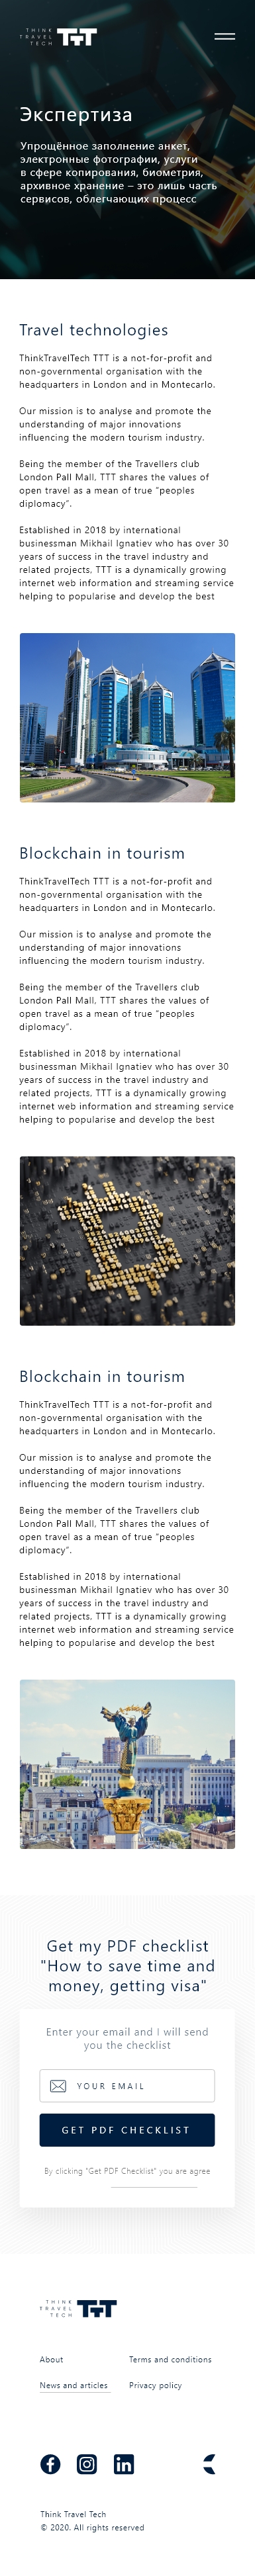 THINK
TRAVEL
TECH
TTT
Экспертиза
Упрощённое заполнение анкет,
электронные фотографии, услуги
в сфере копирования, биометрия,
архивное хранение – это лишь часть
сервисов, облегчающих процесс
Travel technologies
ThinkTravelTech TTT is a not-for-profit and
non-governmental organisation with the
headquarters in London and in Montecarlo.
Our mission is to analyse and promote the
understanding of major innovations
influencing the modern tourism industry.
Being the member of the Travellers club
London Pall Mall, TTT shares the values of
open travel as a mean of true "peoples
diplomacy".
Established in 2018 by international
businessman Mikhail Ignatiev who has over 30
years of success in the travel industry and
related projects, TTT is a dynamically growing
internet web information and streaming service
helping to popularise and develop the best
Blockchain in tourism
ThinkTravelTech TTT is a not-for-profit and
non-governmental organisation with the
headquarters in London and in Montecarlo.
Our mission is to analyse and promote the
understanding of major innovations
influencing the modern tourism industry.
Being the member of the Travellers club
London Pall Mall, TTT shares the values of
open travel as a mean of true "peoples
diplomacy".
Established in 2018 by international
businessman Mikhail Ignatiev who has over 30
years of success in the travel industry and
related projects, TTT is a dynamically growing
internet web information and streaming service
helping to popularise and develop the best
Blockchain in tourism
ThinkTravelTech TTT is a not-for-profit and
non-governmental organisation with the
headquarters in London and in Montecarlo.
Our mission is to analyse and promote the
understanding of major innovations
influencing the modern tourism industry.
Being the member of the Travellers club
London Pall Mall, TTT shares the values of
open travel as a mean of true "peoples
diplomacy".
Established in 2018 by international
businessman Mikhail Ignatiev who has over 30
years of success in the travel industry and
related projects, TTT is a dynamically growing
internet web information and streaming service
helping to popularise and develop the best
Get my PDF checklist
"How to save time and
money, getting visa"
Enter your email and I will send
you the checklist
YOUR EMAIL
GET PDF CHECKLIST
By clicking "Get PDF Checklist" you are agree
THINK
TRAVEL
TECH
TTT
About
Terms and conditions
News and articles
Privacy policy
Think Travel Tech
© 2020. All rights reserved